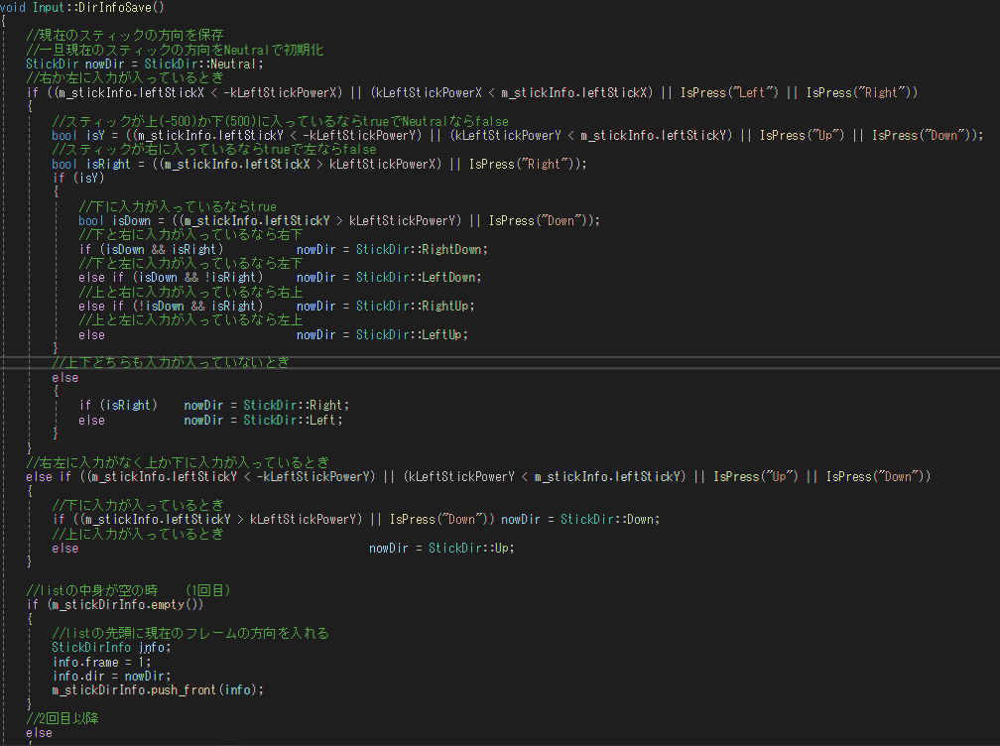 void Input::DirInfoSave()
{
//現在のスティックの方向を保存
//一旦現在のスティックの方向をNeutralで初期化
StickDir nowDir = StickDir::Neutral;
//右か左に入力が入っているとき
if ((m_stickInfo.leftStickX < -kLeftStickPowerX) || (kLeftStickPowerX < m_stickInfo.leftStickX) || IsPress("Left") || IsPress("Right"))
{
//スティックが上(-500)か下(500)に入っているならtrueでNeutralならfalse
bool isY = ((m_stickInfo.leftStickY < -kLeftStickPowerY) || (kLeftStickPowerY < m_stickInfo.leftStickY) || IsPress("Up") || IsPress("Down"));
//スティックが右に入っているならtrueで左ならfalse
bool isRight = ((m_stickInfo.leftStickX > kLeftStickPowerX) || IsPress("Right"));
if (isY)
{
//下に入力が入っているならtrue
bool isDown = ((m_stickInfo.leftStickY > kLeftStickPowerY) || IsPress("Down"));
//下と右に入力が入っているなら右下
if (isDown && isRight) nowDir = StickDir::RightDown;
//下と左に入力が入っているなら左下
else if (isDown && !isRight) nowDir = StickDir::LeftDown;
//上と右に入力が入っているなら右上
else if (!isDown && isRight) nowDir = StickDir::RightUp;
//上と左に入力が入っているなら左上
else nowDir = StickDir::LeftUp;
}
//上下どちらも入力が入っていないとき
else
{
if (isRight) nowDir = StickDir::Right;
else nowDir = StickDir::Left;
}
}
//右左に入力がなく上か下に入力が入っているとき
else if ((m_stickInfo.leftStickY < -kLeftStickPowerY) || (kLeftStickPowerY < m_stickInfo.leftStickY) || IsPress("Up") || IsPress("Down"))
{
//下に入力が入っているとき
if ((m_stickInfo.leftStickY > kLeftStickPowerY) || IsPress("Down")) nowDir = StickDir::Down;
//上に入力が入っているとき
else nowDir = StickDir::Up;
}
//listの中身が空の時 (1回目)
if (m_stickDirInfo.empty())
{
//listの先頭に現在のフレームの方向を入れる
StickDirInfo info;
info.frame = 1;
info.dir = nowDir;
m_stickDirInfo.push_front(info);
}
//2回目以降
else